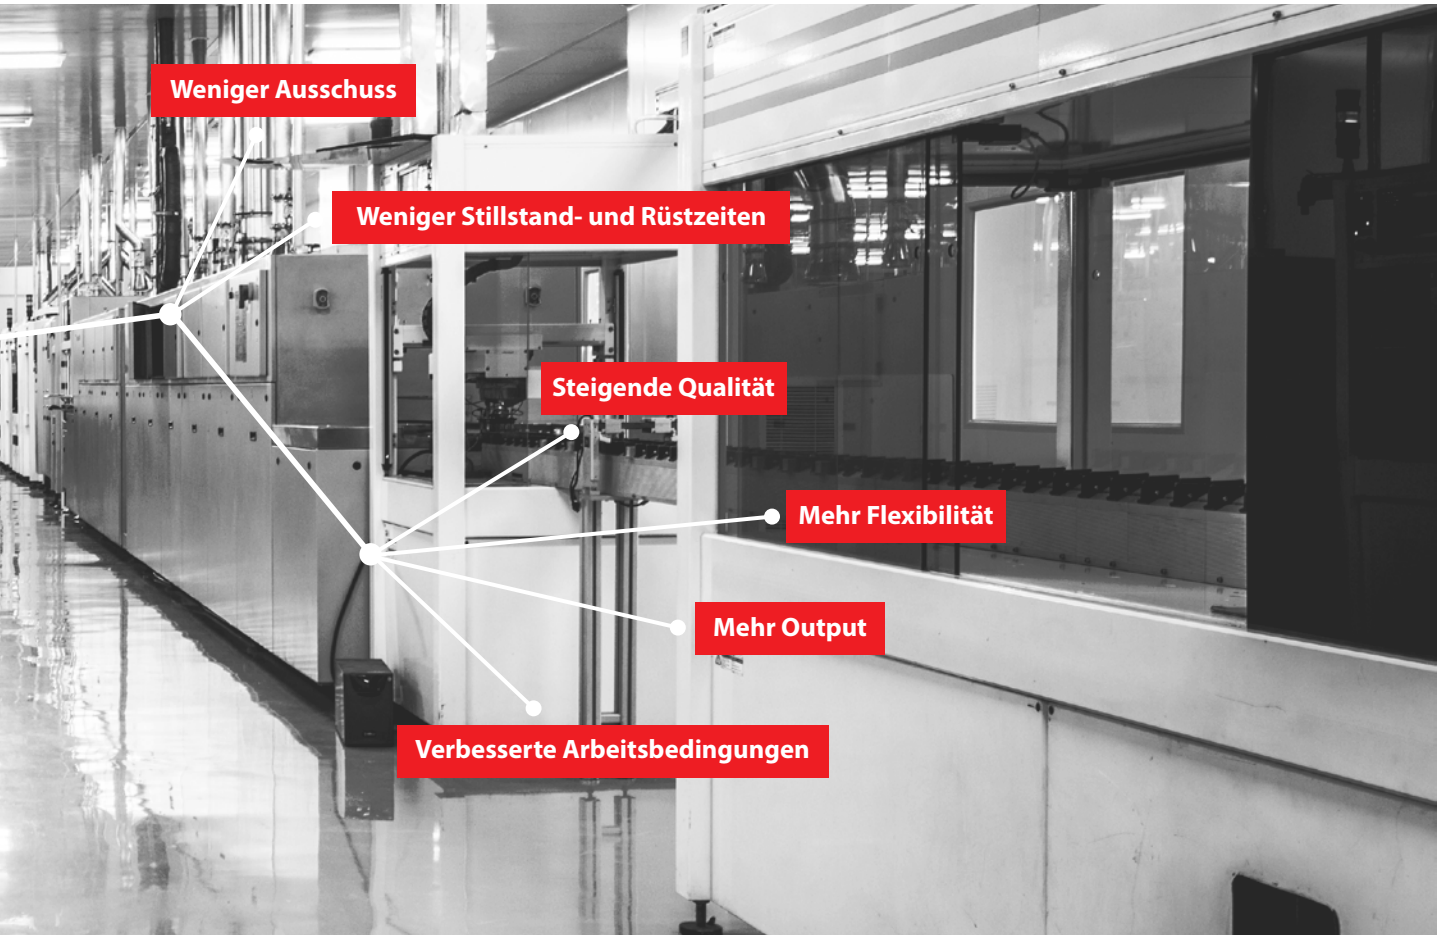 Weniger Ausschuss
Weniger Stillstand- und Rüstzeiten
Steigende Qualität
Mehr Flexibilität
Mehr Output
Verbesserte Arbeitsbedingungen